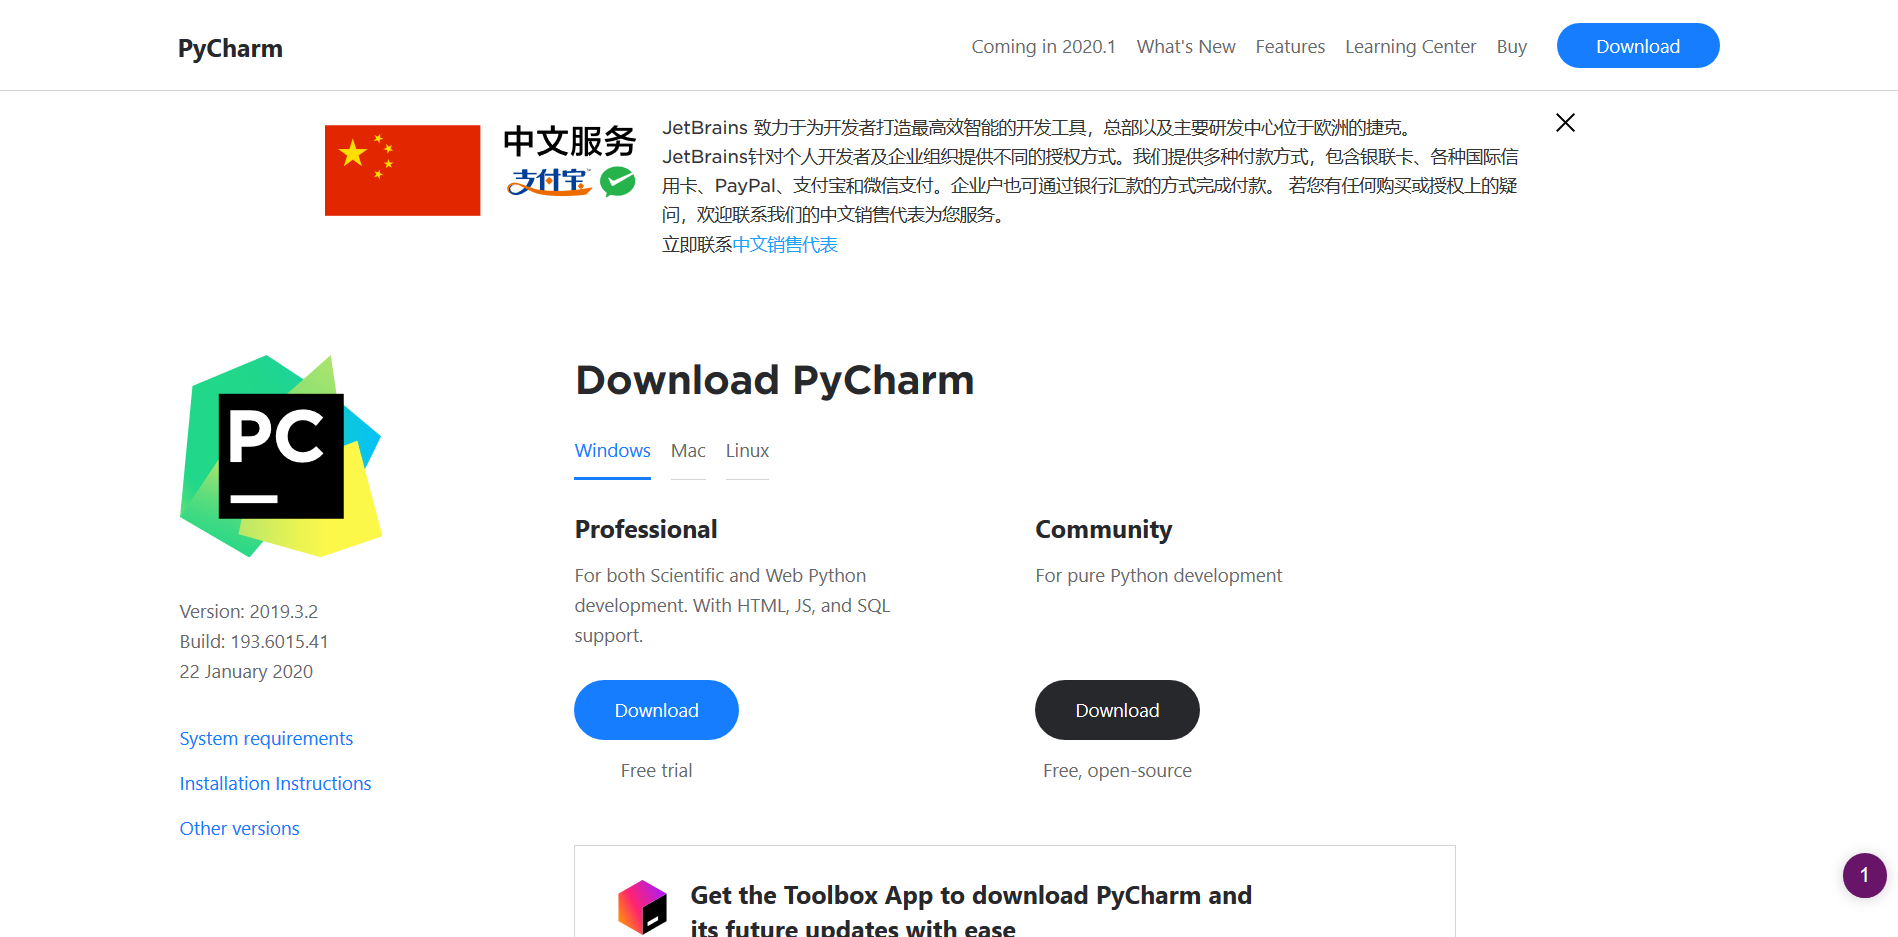 PyCharm
Coming in 2020.1 What's New Features Learning Center Buy Download
中文服务
支付宝
JetBrains 致力于为开发者打造最高效智能的开发工具，总部以及主要研发中心位于欧洲的捷克。
JetBrains针对个人开发者及企业组织提供不同的授权方式。我们提供多种付款方式，包含银联卡、各种国际信
用卡、PayPal、支付宝和微信支付。企业户也可通过银行汇款的方式完成付款。 若您有任何购买或授权上的疑
问，欢迎联系我们的中文销售代表为您服务。
立即联系中文销售代表
PC
Version: 2019.3.2
Build: 193.6015.41
22 January 2020
System requirements
Installation Instructions
Other versions
Download PyCharm
Windows Mac Linux
Professional
For both Scientific and Web Python
development. With HTML, JS, and SQL
support.
Download
Free trial
Community
For pure Python development
Download
Free, open-source
Get the Toolbox App to download PyCharm and
its future updates with ease
1